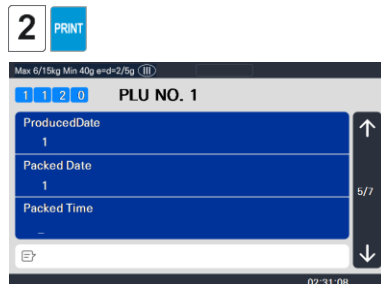 2 PRINT
Max 6/15kg Min 40g e=d=2/5g (III)
1 1 2 0 PLU NO. 1
ProducedDate
1
Packed Date
1
5/7
Packed Time
_
02:31:08